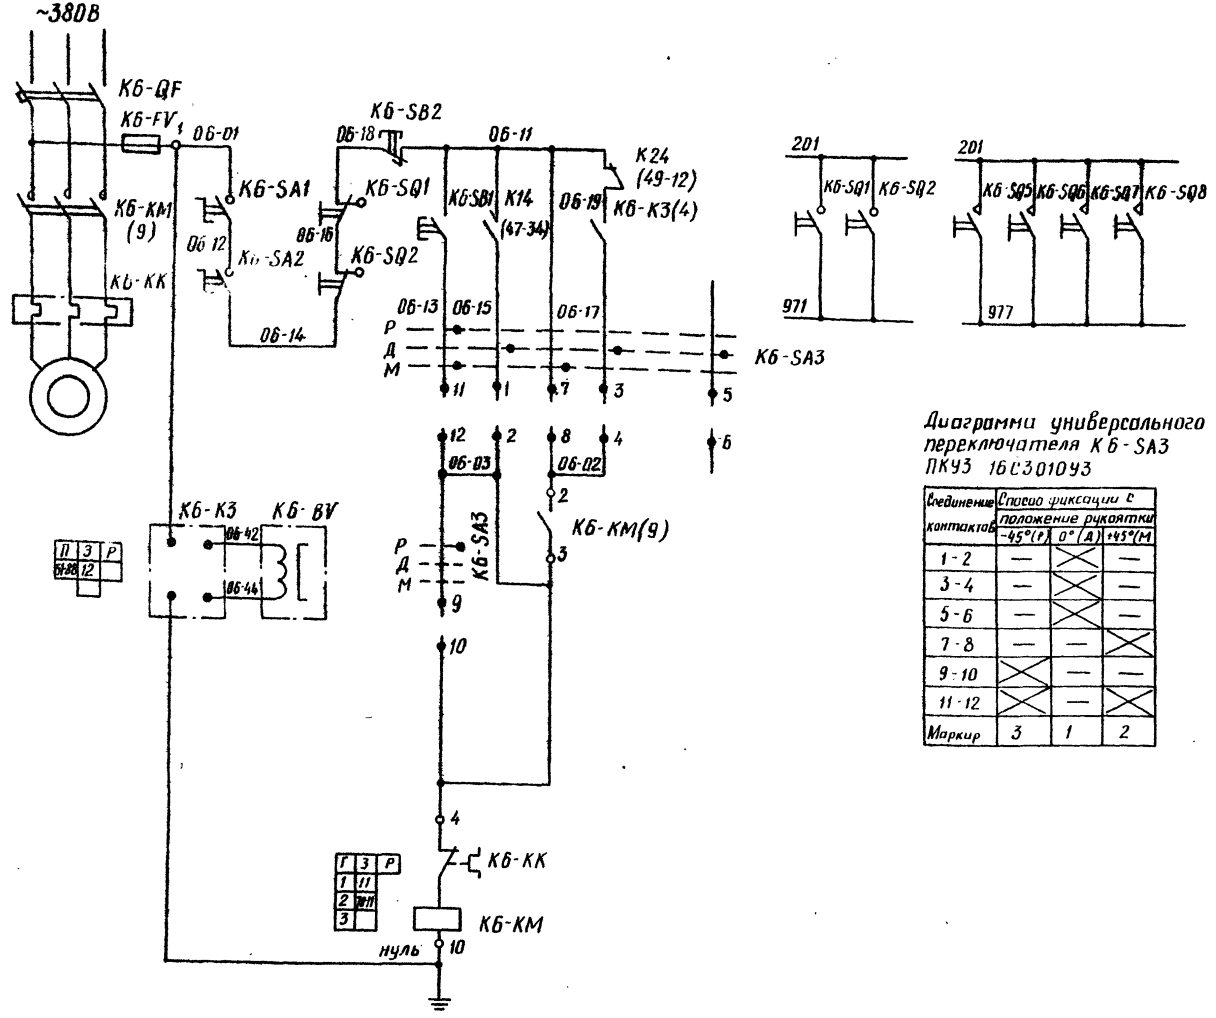 ~380В
К6-QF
К6-FV
1
06-01
06-18
К6-SB2
06-11
К24
(49-12)
К6-SA1
К6-SQ1
К6-SB1
К14
(47-34)
06-19
К6-К3(4)
К6-КМ
(9)
06 12
06-16
К6-SA2
К6-SQ2
К6-КК
06-14
06-13
06-15
06-17
Р
Д
М
К6-SA3
11
1
7
3
5
12
2
8
4
6
06-03
06-02
2
К6-КМ(9)
3
К6-SA3
Р
Д
М
9
10
К6-К3
К6-BV
06-42
06-44
П З Р
12
4
К6-КК
Г З Р
1 11
2
3
К6-КМ
нуль
10
201
К6-SQ1
К6-SQ2
971
201
К6-SQ5
К6-SQ6
К6-SQ7
К6-SQ8
977
Диаграмми универсального
переключателя К6-SA3
ПКУ3 16С3010У3
Соединение
контактов
Спосио фиксации С
положение рукоятки
-45°(Р) 0°(Д) +45°(М
1-2 — —
3-4 — —
5-6 — —
7-8 — —
9-10 — —
11-12 —
Маркир 3 1 2